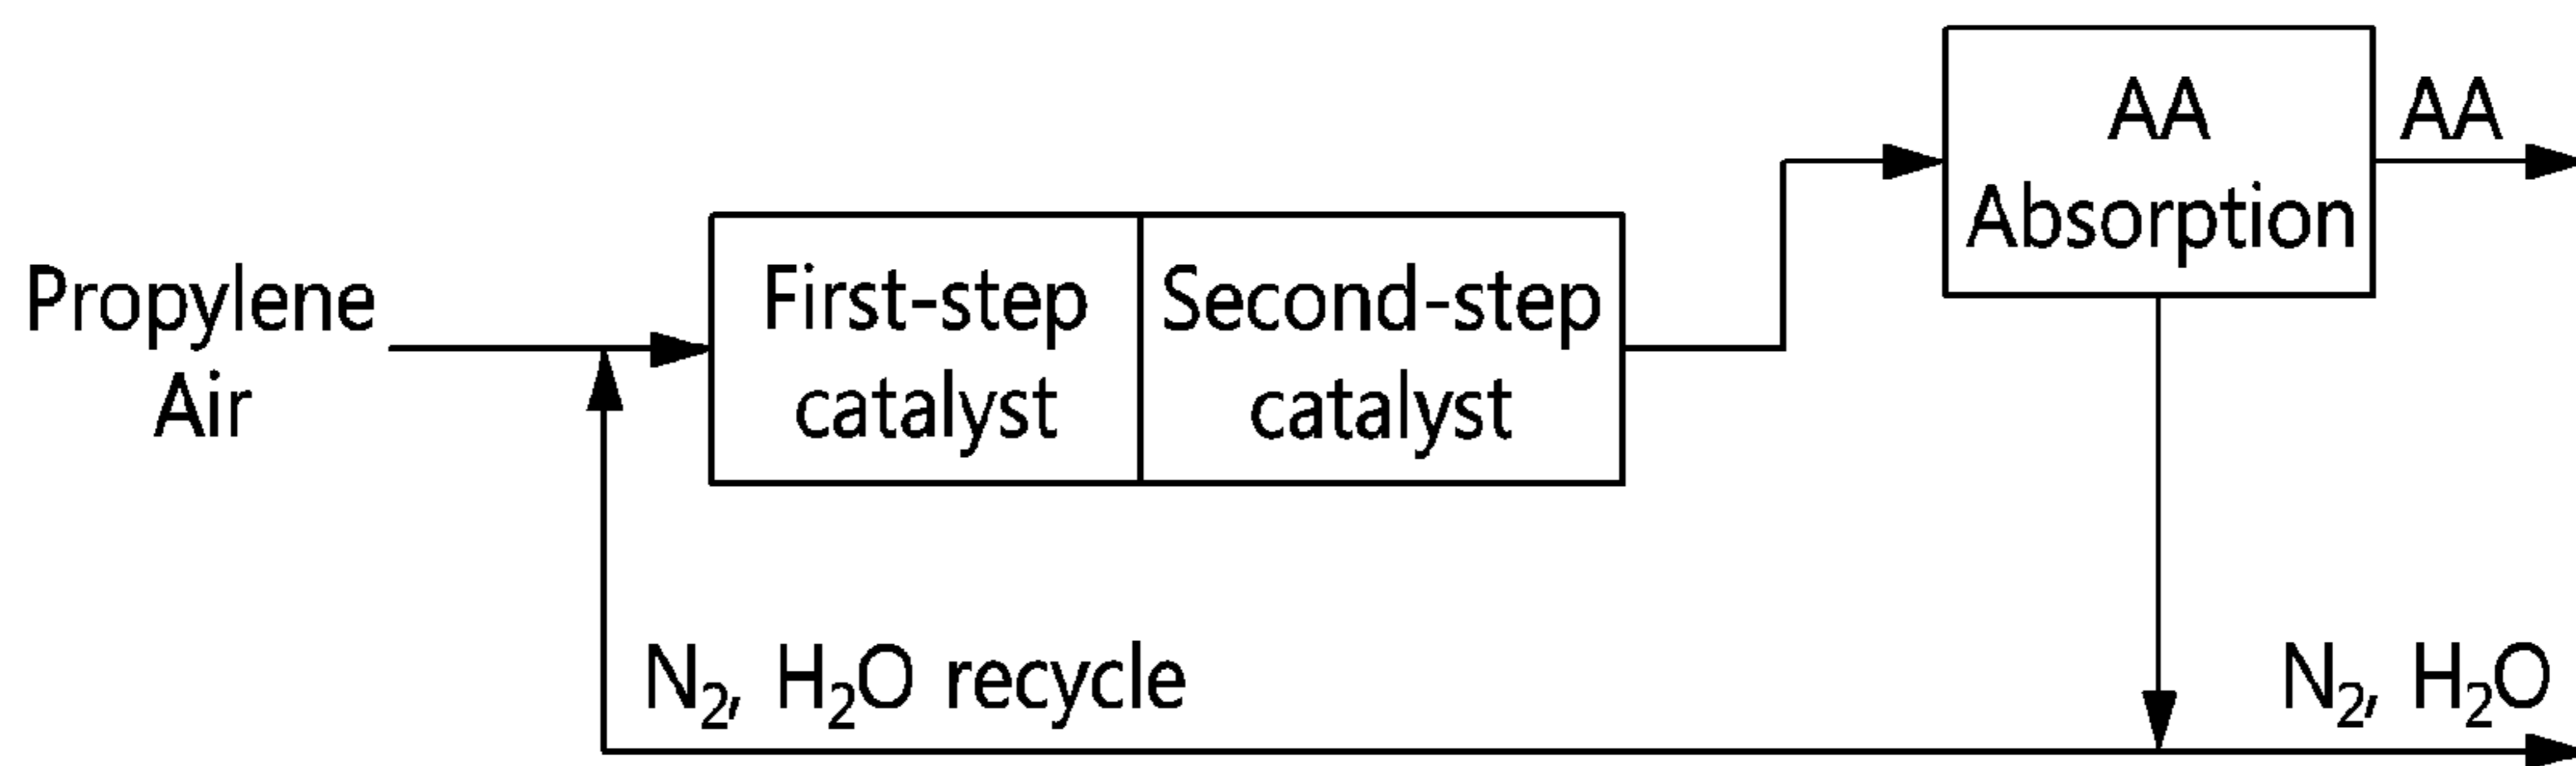 Propylene
Air
First-step
catalyst
Second-step
catalyst
AA
Absorption
AA
N₂, H₂O recycle
N₂, H₂O